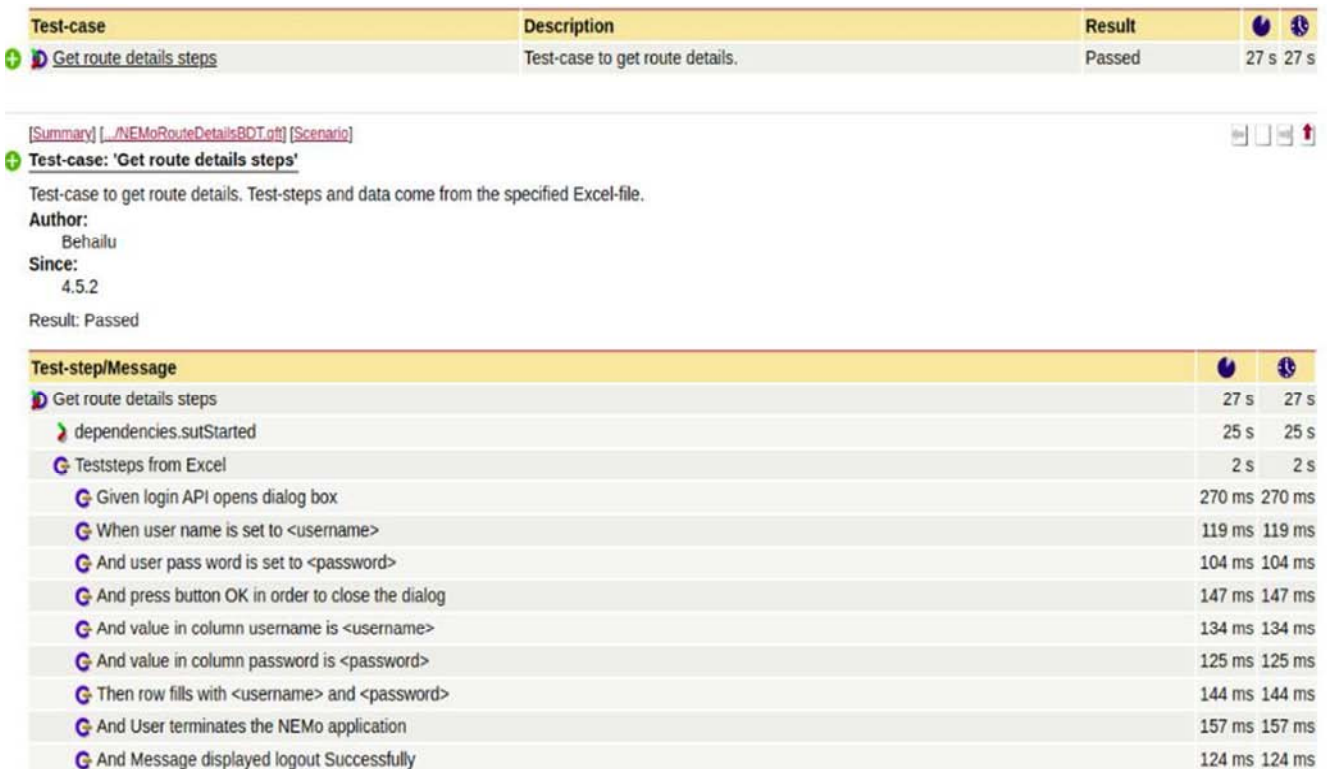 Test-case Description Result
Get route details steps Test-case to get route details. Passed 27 s 27 s
[Summary] [.../NEMoRouteDetailsBDT.qft] [Scenario]
Test-case: 'Get route details steps'
Test-case to get route details. Test-steps and data come from the specified Excel-file.
Author:
Behailu
Since:
4.5.2
Result: Passed
Test-step/Message
Get route details steps 27 s 27 s
dependencies.sutStarted 25 s 25 s
Teststeps from Excel 2 s 2 s
Given login API opens dialog box 270 ms 270 ms
When user name is set to <username> 119 ms 119 ms
And user pass word is set to <password> 104 ms 104 ms
And press button OK in order to close the dialog 147 ms 147 ms
And value in column username is <username> 134 ms 134 ms
And value in column password is <password> 125 ms 125 ms
Then row fills with <username> and <password> 144 ms 144 ms
And User terminates the NEMo application 157 ms 157 ms
And Message displayed logout Successfully 124 ms 124 ms